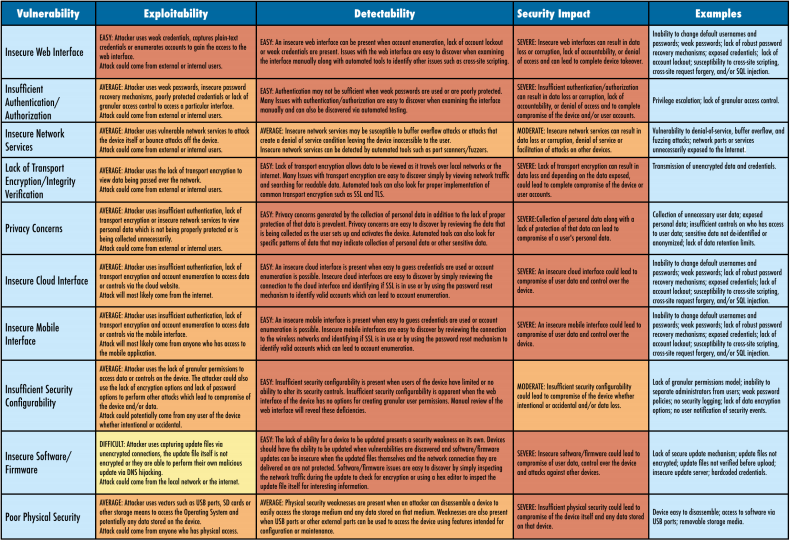 Vulnerability
Exploitability
Detectability
Security Impact
Examples
Insecure Web Interface
EASY: Attacker uses weak credentials, captures plain-text
credentials or enumerates accounts to gain the access to the
web interface.
Attack could come from external or internal users.
EASY: An insecure web interface can be present when account enumeration, lack of account lockout
or weak credentials are present. Issues with the web interface are easy to discover when examining
the interface manually along with automated tools to identify other issues such as cross-site scripting.
SEVERE: Insecure web interfaces can result in data
loss or corruption, lack of accountability, or denial
of access and can lead to complete device takeover.
Inability to change default usernames and
passwords; weak passwords; lack of robust password
recovery mechanisms; exposed credentials; lack of
account lockout; susceptibility to cross-site scripting,
cross-site request forgery, and/or SQL injection.
Insufficient
Authentication/
Authorization
AVERAGE: Attacker uses weak passwords, insecure password
recovery mechanisms, poorly protected credentials or lack of
granular access control to access a particular interface.
Attack could come from external or internal users.
EASY: Authentication may not be sufficient when weak passwords are used or are poorly protected.
Many Issues with authentication/authorization are easy to discover when examining the interface
manually and can also be discovered via automated testing.
SEVERE: Insufficient authentication/authorization
can result in data loss or corruption, lack of
accountability, or denial of access and to complete
compromise of the device and/or user accounts.
Privilege escalation; lack of granular access control.
Insecure Network
Services
AVERAGE: Attacker uses vulnerable network services to attack
the device itself or bounce attacks off the device.
Attack could come from external or internal users.
AVERAGE: Insecure network services may be susceptible to buffer overflow attacks or attacks that
create a denial of service condition leaving the device inaccessible to the user.
Insecure network services can be detected by automated tools such as port scanners/fuzzers.
MODERATE: Insecure network services can result in
data loss or corruption, denial of service or
facilitation of attacks on other devices.
Vulnerability to denial-of-service, buffer overflow, and
fuzzing attacks; network ports or services
unnecessarily exposed to the Internet.
Lack of Transport
Encryption/Integrity
Verification
AVERAGE: Attacker uses the lack of transport encryption to
view data being passed over the network.
Attack could come from external or internal users.
EASY: Lack of transport encryption allows data to be viewed as it travels over local networks or the
internet. Many Issues with transport encryption are easy to discover simply by viewing network traffic
and searching for readable data. Automated tools can also look for proper implementation of
common transport encryption such as SSL and TLS.
SEVERE: Lack of transport encryption can result in
data loss and depending on the data exposed,
could lead to complete compromise of the device or
user accounts.
Transmission of unencrypted data and credentials.
Privacy Concerns
AVERAGE: Attacker uses insufficient authentication, lack of
transport encryption or insecure network services to view
personal data which is not being properly protected or is
being collected unnecessarily.
Attack could come from external or internal users.
EASY: Privacy concerns generated by the collection of personal data in addition to the lack of proper
protection of that data is prevalent. Privacy concerns are easy to discover by reviewing the data that
is being collected as the user sets up and activates the device. Automated tools can also look for
specific patterns of data that may indicate collection of personal data or other sensitive data.
SEVERE:Collection of personal data along with a
lack of protection of that data can lead to
compromise of a user's personal data.
Collection of unnecessary user data; exposed
personal data; insufficient controls on who has access
to user data; sensitive data not de-identified or
anonymized; lack of data retention limits.
Insecure Cloud Interface
AVERAGE: Attacker uses insufficient authentication, lack of
transport encryption and account enumeration to access data
or controls via the cloud website.
Attack will most likely come from the internet.
EASY: An insecure cloud interface is present when easy to guess credentials are used or account
enumeration is possible. Insecure cloud interfaces are easy to discover by simply reviewing the
connection to the cloud interface and identifying if SSL is in use or by using the password reset
mechanism to identify valid accounts which can lead to account enumeration.
SEVERE: An insecure cloud interface could lead to
compromise of user data and control over the
device.
Inability to change default usernames and
passwords; weak passwords; lack of robust password
recovery mechanisms; exposed credentials; lack of
account lockout; susceptibility to cross-site scripting,
cross-site request forgery, and/or SQL injection.
Insecure Mobile
Interface
AVERAGE: Attacker uses insufficient authentication, lack of
transport encryption and account enumeration to access data
or controls via the mobile interface.
Attack will most likely come from anyone who has access to
the mobile application.
EASY: An insecure mobile interface is present when easy to guess credentials are used or account
enumeration is possible. Insecure mobile interfaces are easy to discover by reviewing the connection
to the wireless networks and identifying if SSL is in use or by using the password reset mechanism to
identify valid accounts which can lead to account enumeration.
SEVERE: An insecure mobile interface could lead to
compromise of user data and control over the
device.
Inability to change default usernames and
passwords; weak passwords; lack of robust password
recovery mechanisms; exposed credentials; lack of
account lockout; susceptibility to cross-site scripting,
cross-site request forgery, and/or SQL injection.
Insufficient Security
Configurability
AVERAGE: Attacker uses the lack of granular permissions to
access data or controls on the device. The attacker could also
use the lack of encryption options and lack of password
options to perform other attacks which lead to compromise of
the device and/or data.
Attack could potentially come from any user of the device
whether intentional or accidental.
EASY: Insufficient security configurability is present when users of the device have limited or no
ability to alter its security controls. Insufficient security configurability is apparent when the web
interface of the device has no options for creating granular user permissions. Manual review of the
web interface will reveal these deficiencies.
MODERATE: Insufficient security configurability
could lead to compromise of the device whether
intentional or accidental and/or data loss.
Lack of granular permissions model; inability to
separate administrators from users; weak password
policies; no security logging; lack of data encryption
options; no user notification of security events.
Insecure Software/
Firmware
DIFFICULT: Attacker uses capturing update files via
unencrypted connections, the update file itself is not
encrypted or they are able to perform their own malicious
update via DNS hijacking.
Attack could come from the local network or the internet.
EASY: The lack of ability for a device to be updated presents a security weakness on its own. Devices
should have the ability to be updated when vulnerabilities are discovered and software/firmware
updates can be insecure when the updated files themselves and the network connection they are
delivered on are not protected. Software/firmware issues are easy to discover by simply inspecting
the network traffic during the update to check for encryption or using a hex editor to inspect the
update file itself for interesting information.
SEVERE: Insecure software/firmware could lead to
compromise of user data, control over the device
and attacks against other devices.
Lack of secure update mechanism; update files not
encrypted; update files not verified before upload;
insecure update server; hardcoded credentials.
Poor Physical Security
AVERAGE: Attacker uses vectors such as USB ports, SD cards or
other storage means to access the Operating System and
potentially any data stored on the device.
Attack could come from anyone who has physical access.
AVERAGE: Physical security weaknesses are present when an attacker can disassemble a device to
easily access the storage medium and any data stored on that medium. Weaknesses are also present
when USB ports or other external ports can be used to access the device using features intended for
configuration or maintenance.
SEVERE: Insufficient physical security could lead to
compromise of the device itself and any data stored
on that device.
Device easy to disassemble; access to software via
USB ports; removable storage media.